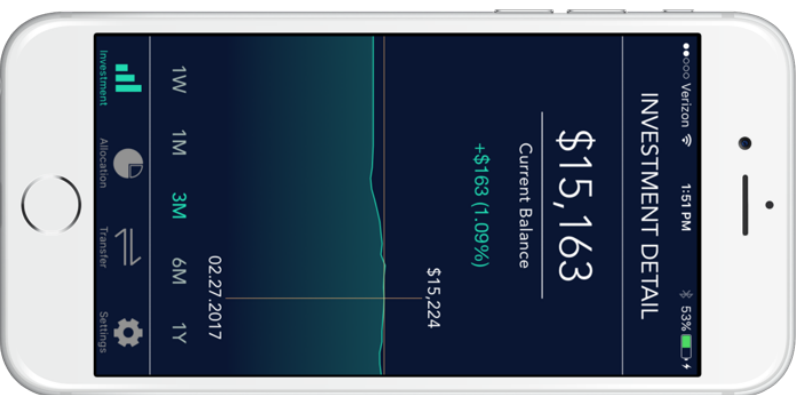 Verizon 1:51 PM 53%
INVESTMENT DETAIL
$15,163
Current Balance
+$163 (1.09%)
$15,224
02.27.2017
1W 1M 3M 6M 1Y
Investment Allocation Transfer Settings